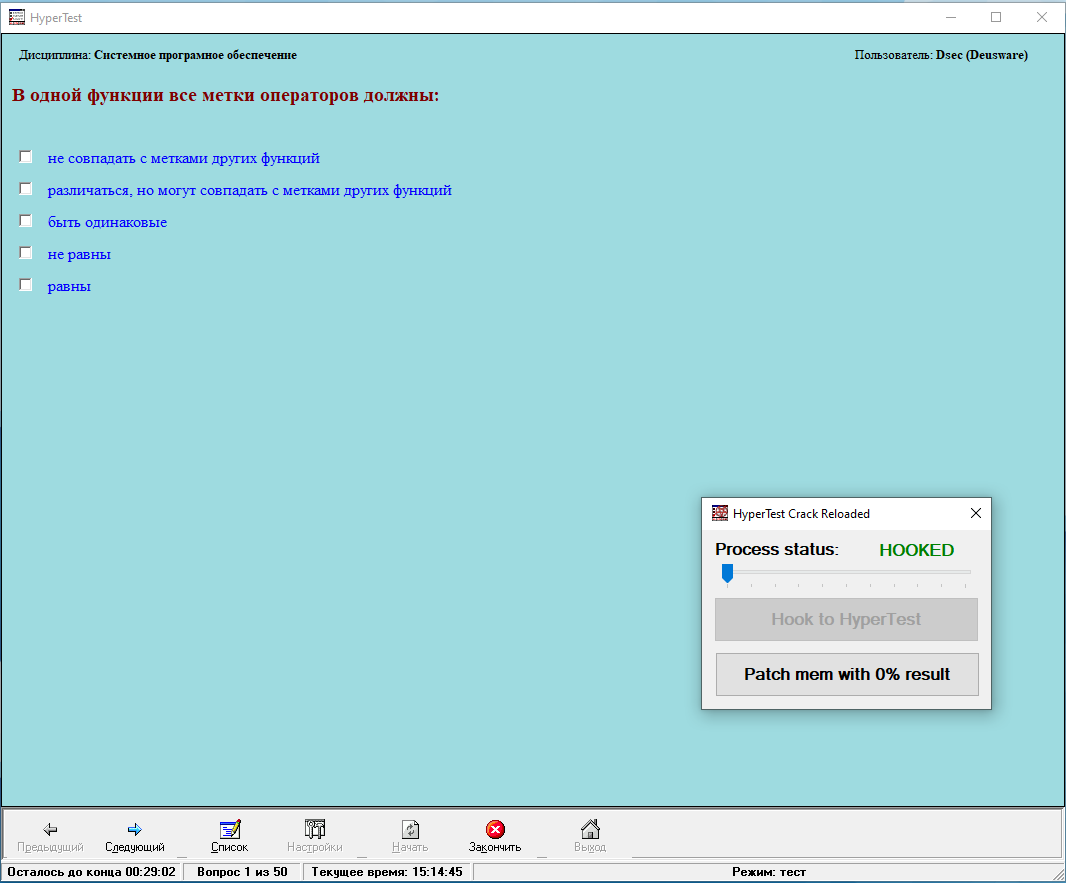 HyperTest
Дисциплина: Системное програмное обеспечение
Пользователь: Dsec (Deusware)
В одной функции все метки операторов должны:
не совпадать с метками других функций
различаться, но могут совпадать с метками других функций
быть одинаковые
не равны
равны
HyperTest Crack Reloaded
Process status: HOOKED
Hook to HyperTest
Patch mem with 0% result
Предыдущий Следующий Список Настройки Начать Закончить Выход
Осталось до конца 00:29:02 Вопрос 1 из 50 Текущее время: 15:14:45 Режим: тест